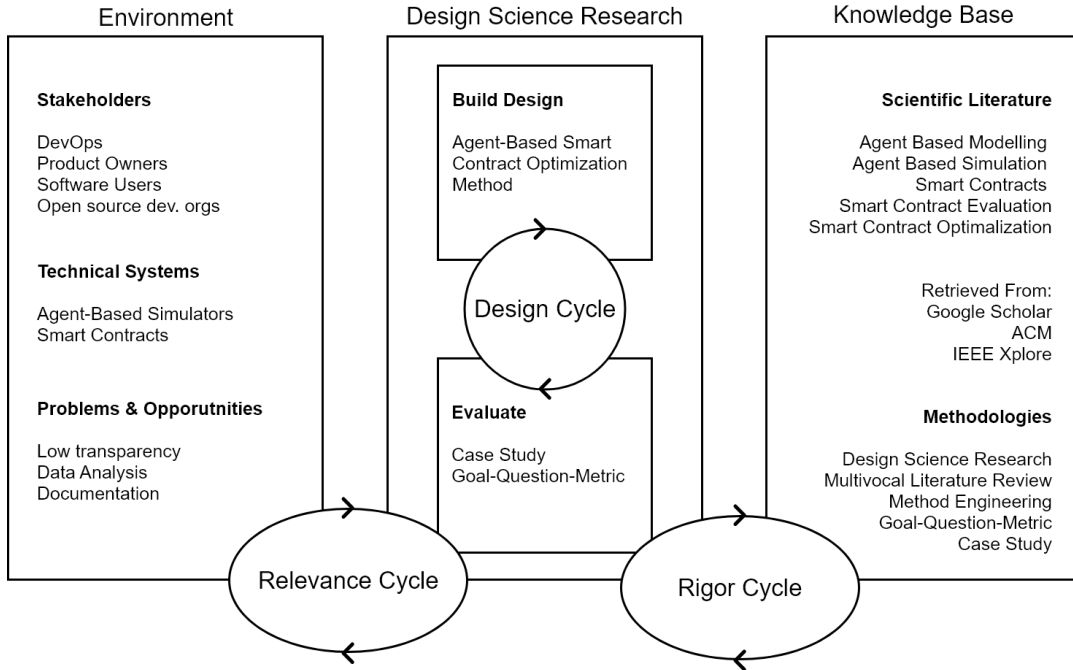 Environment
Design Science Research
Knowledge Base
Stakeholders
DevOps
Product Owners
Software Users
Open source dev. orgs
Technical Systems
Agent-Based Simulators
Smart Contracts
Problems & Opporutnities
Low transparency
Data Analysis
Documentation
Build Design
Agent-Based Smart
Contract Optimization
Method
Design Cycle
Evaluate
Case Study
Goal-Question-Metric
Scientific Literature
Agent Based Modelling
Agent Based Simulation
Smart Contracts
Smart Contract Evaluation
Smart Contract Optimalization
Retrieved From:
Google Scholar
ACM
IEEE Xplore
Methodologies
Design Science Research
Multivocal Literature Review
Method Engineering
Goal-Question-Metric
Case Study
Relevance Cycle
Rigor Cycle